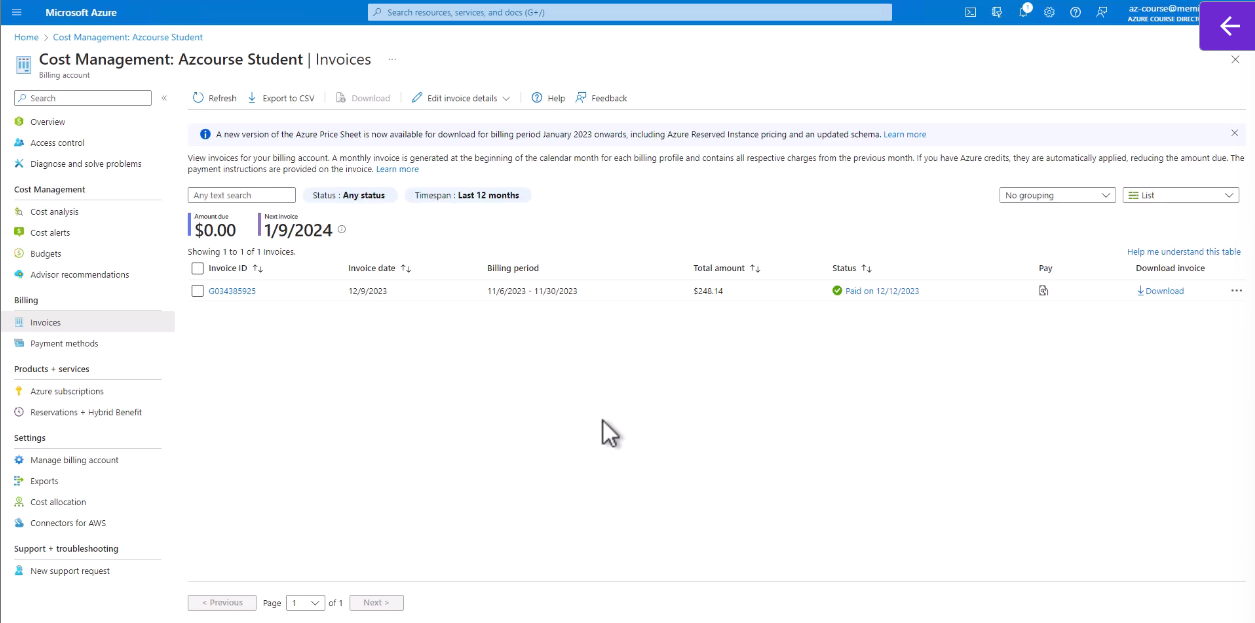 Microsoft Azure
Search resources, services, and docs (G+/)
1
az-course@mem
AZURE COURSE DIRECT
Home > Cost Management: Azcourse Student
Cost Management: Azcourse Student | Invoices ...
Billing account
Search
«
Refresh
Export to CSV
Download
Edit invoice details
Help
Feedback
Overview
Access control
Diagnose and solve problems
Cost Management
Cost analysis
Cost alerts
Budgets
Advisor recommendations
Billing
Invoices
Payment methods
Products + services
Azure subscriptions
Reservations + Hybrid Benefit
Settings
Manage billing account
Exports
Cost allocation
Connectors for AWS
Support + troubleshooting
New support request
A new version of the Azure Price Sheet is now available for download for billing period January 2023 onwards, including Azure Reserved Instance pricing and an updated schema. Learn more
View invoices for your billing account. A monthly invoice is generated at the beginning of the calendar month for each billing profile and contains all respective charges from the previous month. If you have Azure credits, they are automatically applied, reducing the amount due. The
payment instructions are provided on the invoice. Learn more
Any text search
Status : Any status
Timespan : Last 12 months
No grouping
List
Amount due
$0.00
Next invoice
1/9/2024
Showing 1 to 1 of 1 Invoices.
Help me understand this table
Invoice ID ↑↓ Invoice date ↑↓ Billing period Total amount ↑↓ Status ↑↓ Pay Download invoice
G034385925 12/9/2023 11/6/2023 - 11/30/2023 $248.14 Paid on 12/12/2023 Download ...
< Previous Page 1 of 1 Next >